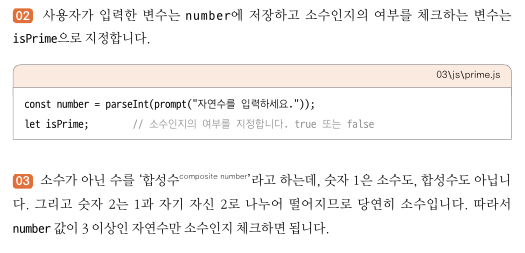 02 사용자가 입력한 변수는 number에 저장하고 소수인지의 여부를 체크하는 변수는
isPrime으로 지정합니다.
03\js\prime.js
const number = parseInt(prompt("자연수를 입력하세요."));
let isPrime; // 소수인지의 여부를 지정합니다. true 또는 false
03 소수가 아닌 수를 ‘합성수composite number’라고 하는데, 숫자 1은 소수도, 합성수도 아닙니
다. 그리고 숫자 2는 1과 자기 자신 2로 나누어 떨어지므로 당연히 소수입니다. 따라서
number 값이 3 이상인 자연수만 소수인지 체크하면 됩니다.